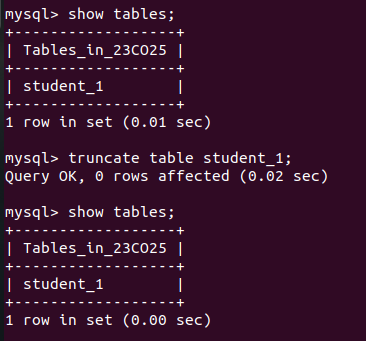 mysql> show tables;
+------------------+
| Tables_in_23CO25 |
+------------------+
| student_1        |
+------------------+
1 row in set (0.01 sec)

mysql> truncate table student_1;
Query OK, 0 rows affected (0.02 sec)

mysql> show tables;
+------------------+
| Tables_in_23CO25 |
+------------------+
| student_1        |
+------------------+
1 row in set (0.00 sec)